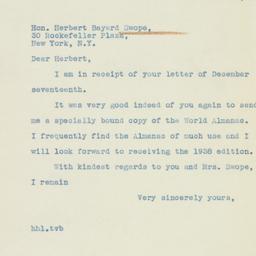 Hon. Herbert Bayard Swope,
30 Rockefeller Plaza,
New York, N.Y.
Dear Herbert,
I am in receipt of your letter of December
seventeenth.
It was very good indeed of you again to send
me a specially bound copy of the World Almanac.
I frequently find the Almanac of much use and I
will look forward to receiving the 1938 edition.
With kindest regards to you and Mrs. Swope,
I remain
Very sincerely yours,
hhl.tvb